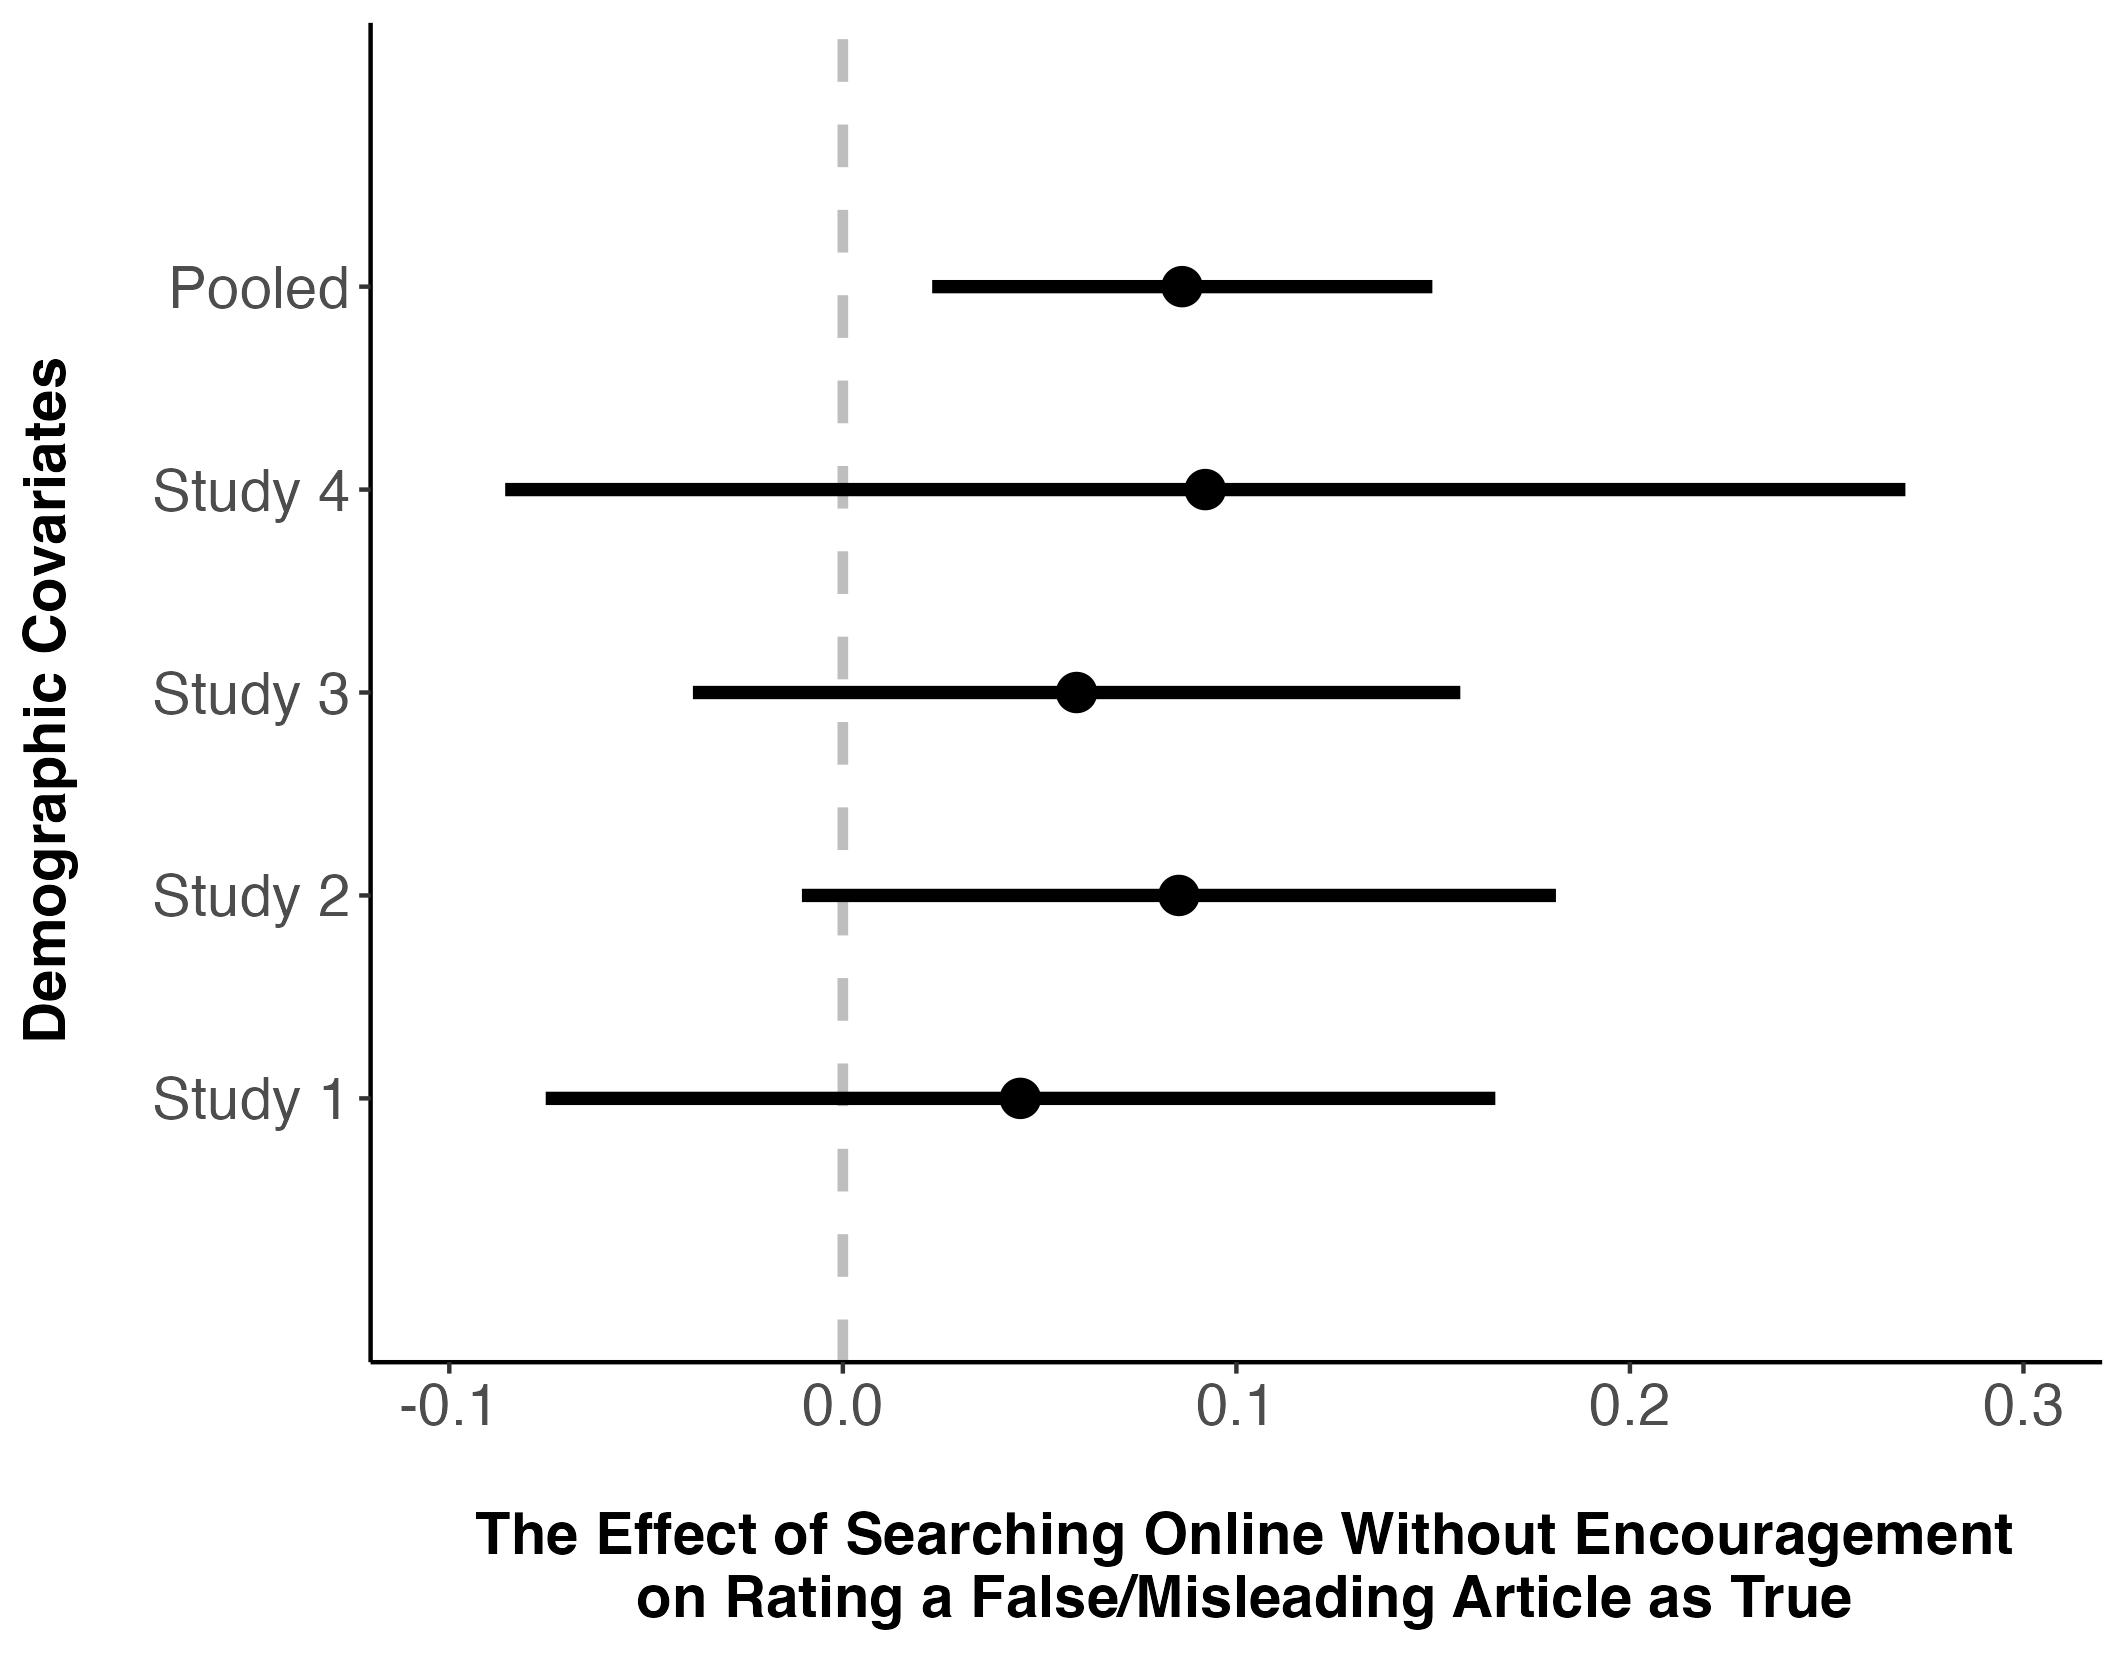 Demographic Covariates
Pooled
Study 4
Study 3
Study 2
Study 1
-0.1 0.0 0.1 0.2 0.3
The Effect of Searching Online Without Encouragement
on Rating a False/Misleading Article as True